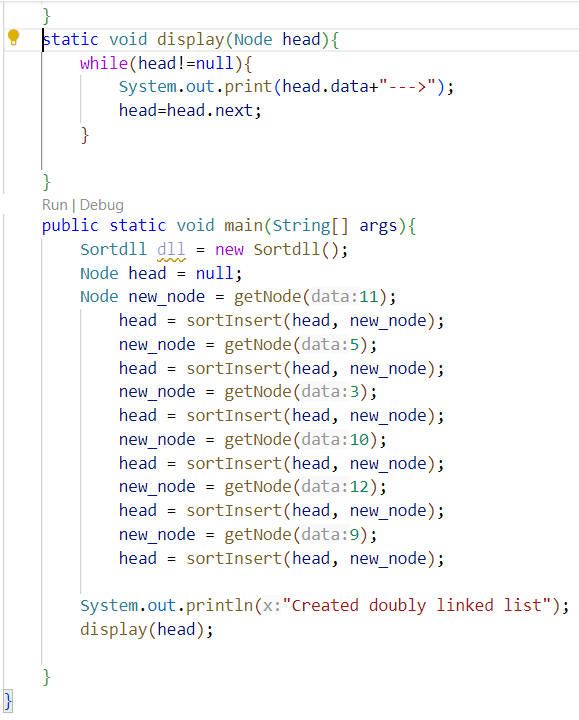 }
static void display(Node head){
while(head!=null){
System.out.print(head.data+"--->");
head=head.next;
}
}
Run | Debug
public static void main(String[] args){
Sortdll dll = new Sortdll();
Node head = null;
Node new_node = getNode(data:11);
head = sortInsert(head, new_node);
new_node = getNode(data:5);
head = sortInsert(head, new_node);
new_node = getNode(data:3);
head = sortInsert(head, new_node);
new_node = getNode(data:10);
head = sortInsert(head, new_node);
new_node = getNode(data:12);
head = sortInsert(head, new_node);
new_node = getNode(data:9);
head = sortInsert(head, new_node);
System.out.println(x:"Created doubly linked list");
display(head);
}
}